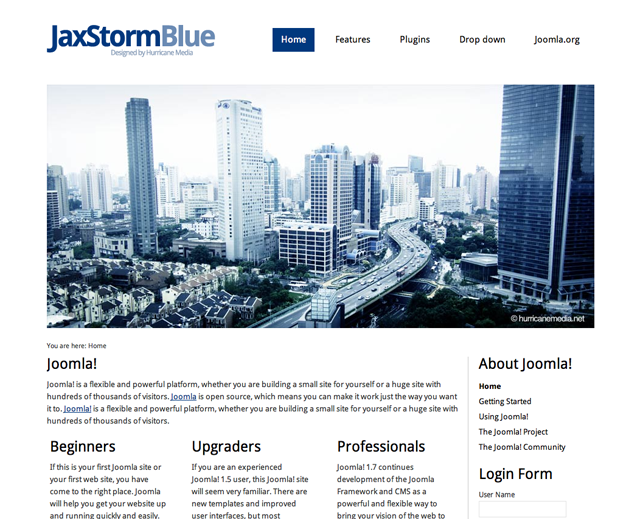 JaxStormBlue
Designed by Hurricane Media
Home Features Plugins Drop down Joomla.org
© hurricanemedia.net
You are here: Home
Joomla!
Joomla! is a flexible and powerful platform, whether you are building a small site for yourself or a huge site with
hundreds of thousands of visitors. Joomla is open source, which means you can make it work just the way you want
it to. Joomla! is a flexible and powerful platform, whether you are building a small site for yourself or a huge site with
hundreds of thousands of visitors.
Beginners
If this is your first Joomla site or
your first web site, you have
come to the right place. Joomla
will help you get your website up
and running quickly and easily.
Upgraders
If you are an experienced
Joomla! 1.5 user, this Joomla! site
will seem very familiar. There are
new templates and improved
user interfaces, but most
Professionals
Joomla! 1.7 continues
development of the Joomla
Framework and CMS as a
powerful and flexible way to
bring your vision of the web to
About Joomla!
Home
Getting Started
Using Joomla!
The Joomla! Project
The Joomla! Community
Login Form
User Name